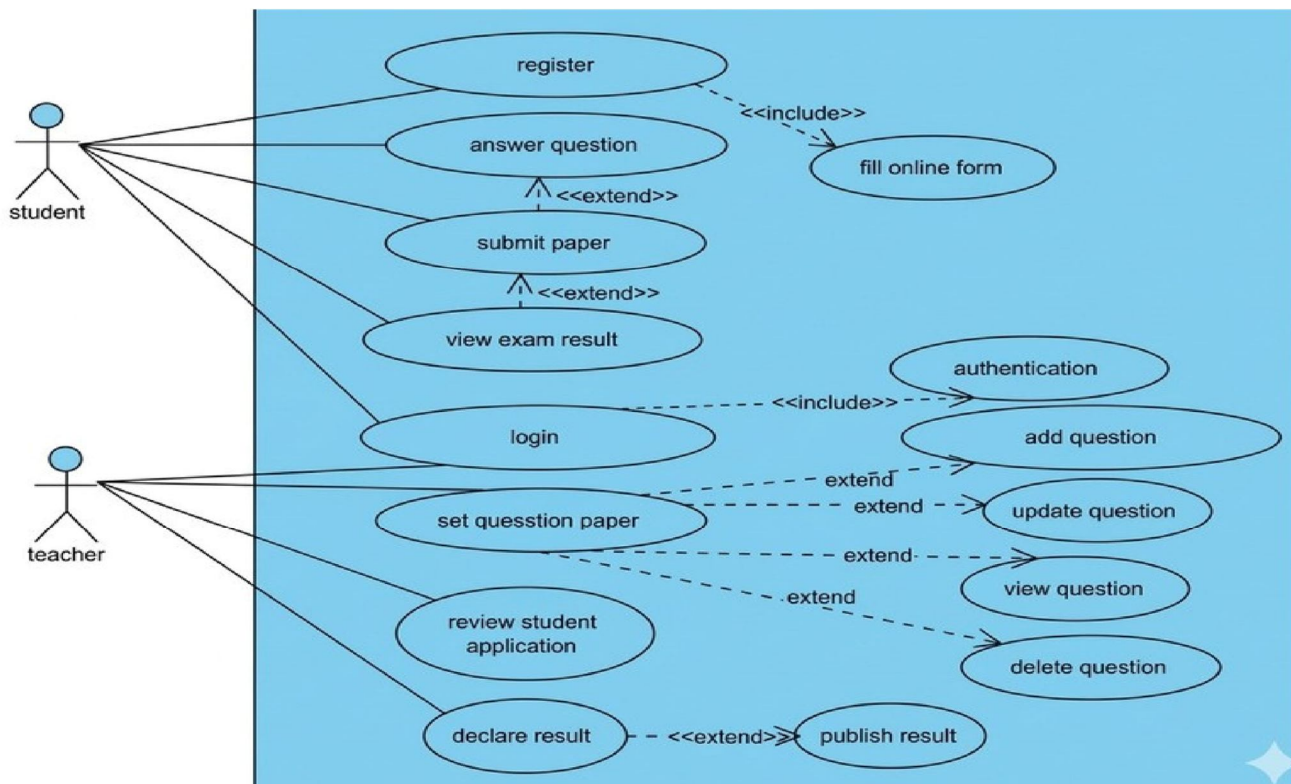 register
<<include>>
answer question
fill online form
student
<<extend>>
submit paper
<<extend>>
view exam result
authentication
<<include>>
login
add question
extend
set quesstion paper
extend
update question
teacher
extend
view question
extend
review student
application
delete question
declare result
<<extend>>
publish result